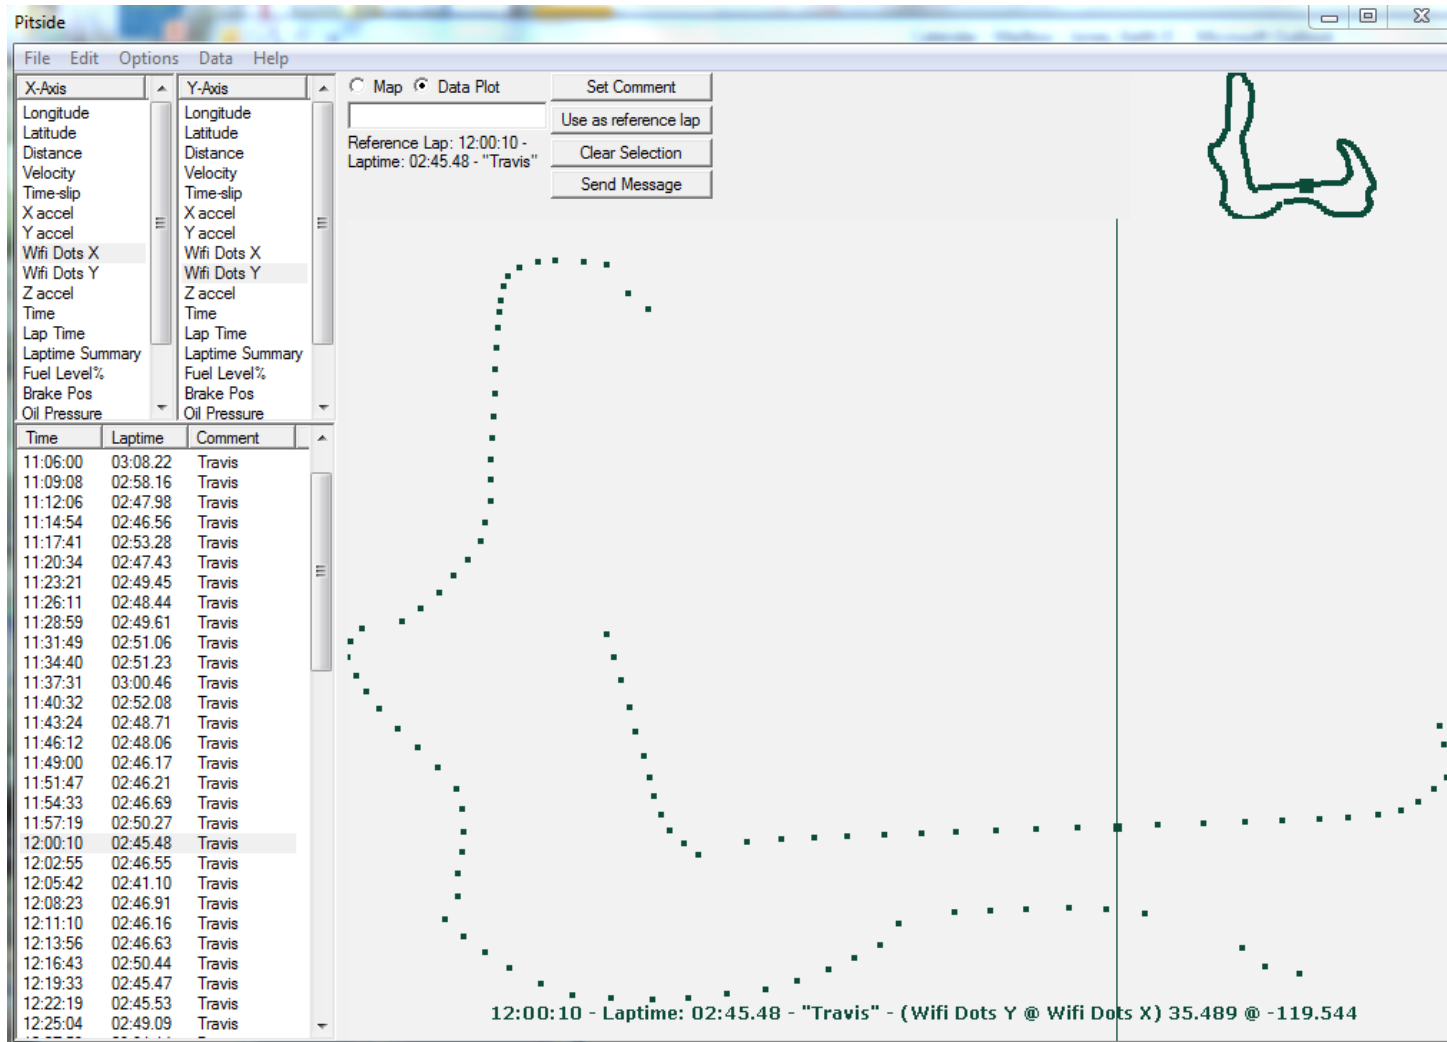 Pitside
File Edit Options Data Help
X-Axis
Longitude
Latitude
Distance
Velocity
Time-slip
X accel
Y accel
Wifi Dots X
Wifi Dots Y
Z accel
Time
Lap Time
Laptime Summary
Fuel Level%
Brake Pos
Oil Pressure
Y-Axis
Longitude
Latitude
Distance
Velocity
Time-slip
X accel
Y accel
Wifi Dots X
Wifi Dots Y
Z accel
Time
Lap Time
Laptime Summary
Fuel Level%
Brake Pos
Oil Pressure
Map Data Plot
Reference Lap: 12:00:10 -
Laptime: 02:45.48 - "Travis"
Set Comment
Use as reference lap
Clear Selection
Send Message
Time Laptime Comment
11:06:00 03:08.22 Travis
11:09:08 02:58.16 Travis
11:12:06 02:47.98 Travis
11:14:54 02:46.56 Travis
11:17:41 02:53.28 Travis
11:20:34 02:47.43 Travis
11:23:21 02:49.45 Travis
11:26:11 02:48.44 Travis
11:28:59 02:49.61 Travis
11:31:49 02:51.06 Travis
11:34:40 02:51.23 Travis
11:37:31 03:00.46 Travis
11:40:32 02:52.08 Travis
11:43:24 02:48.71 Travis
11:46:12 02:48.06 Travis
11:49:00 02:46.17 Travis
11:51:47 02:46.21 Travis
11:54:33 02:46.69 Travis
11:57:19 02:50.27 Travis
12:00:10 02:45.48 Travis
12:02:55 02:46.55 Travis
12:05:42 02:41.10 Travis
12:08:23 02:46.91 Travis
12:11:10 02:46.16 Travis
12:13:56 02:46.63 Travis
12:16:43 02:50.44 Travis
12:19:33 02:45.47 Travis
12:22:19 02:45.53 Travis
12:25:04 02:49.09 Travis
12:00:10 - Laptime: 02:45.48 - "Travis" - (Wifi Dots Y @ Wifi Dots X) 35.489 @ -119.544